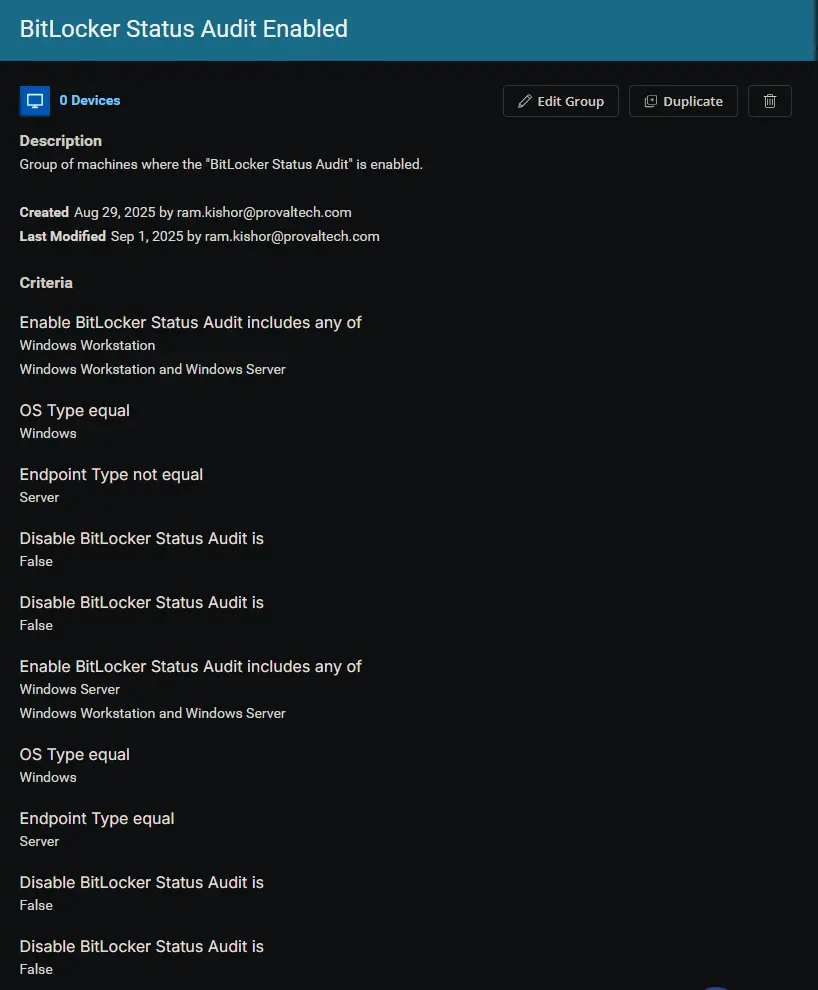 BitLocker Status Audit Enabled
0 Devices
Edit Group
Duplicate
Description
Group of machines where the "BitLocker Status Audit" is enabled.
Created Aug 29, 2025 by ram.kishor@provaltech.com
Last Modified Sep 1, 2025 by ram.kishor@provaltech.com
Criteria
Enable BitLocker Status Audit includes any of
Windows Workstation
Windows Workstation and Windows Server
OS Type equal
Windows
Endpoint Type not equal
Server
Disable BitLocker Status Audit is
False
Disable BitLocker Status Audit is
False
Enable BitLocker Status Audit includes any of
Windows Server
Windows Workstation and Windows Server
OS Type equal
Windows
Endpoint Type equal
Server
Disable BitLocker Status Audit is
False
Disable BitLocker Status Audit is
False